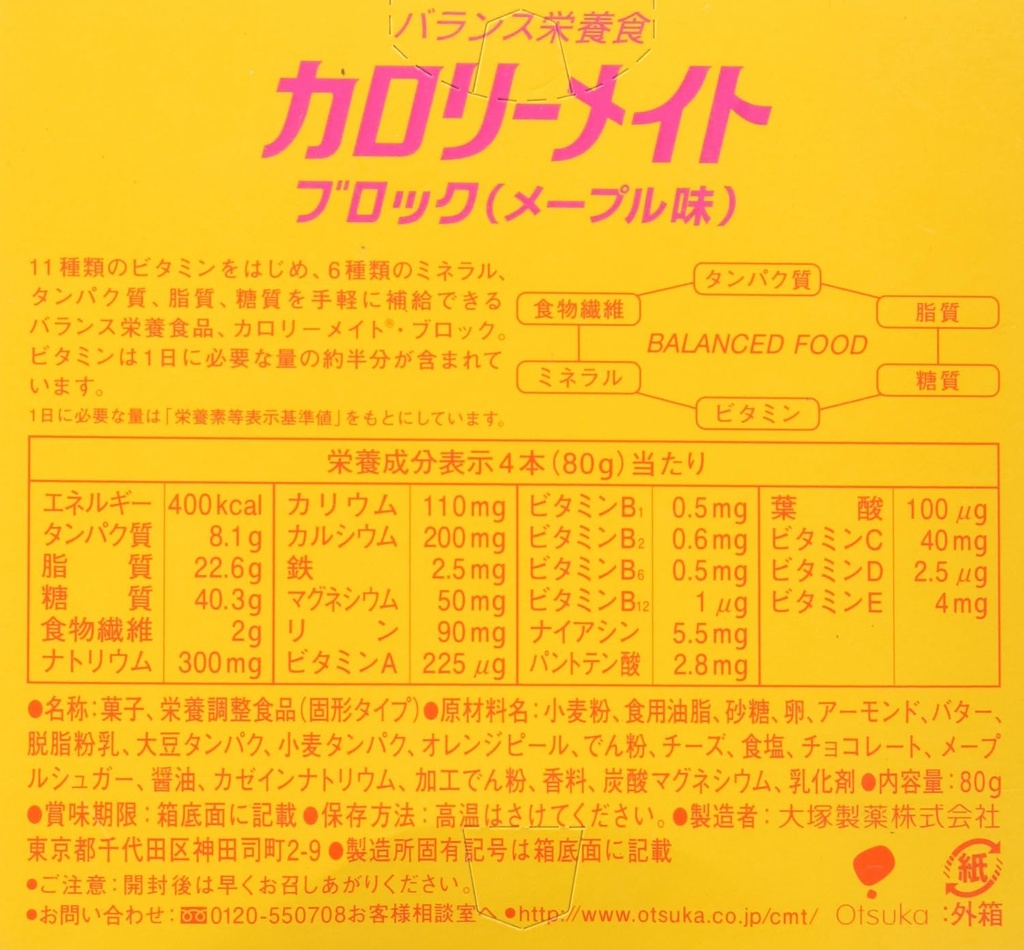 バランス栄養食
カロリーメイト
ブロック(メープル味)
11種類のビタミンをはじめ、6種類のミネラル、
タンパク質、脂質、糖質を手軽に補給できる
バランス栄養食品、カロリーメイト®・ブロック。
ビタミンは1日に必要な量の約半分が含まれて
います。
1日に必要な量は「栄養素等表示基準値」をもとにしています。
タンパク質
食物繊維
脂質
BALANCED FOOD
ミネラル
糖質
ビタミン
栄養成分表示4本(80g)当たり
エネルギー 400kcal カリウム 110mg ビタミンB1 0.5mg 葉酸 100μg
タンパク質 8.1g カルシウム 200mg ビタミンB2 0.6mg ビタミンC 40mg
脂質 22.6g 鉄 2.5mg ビタミンB6 0.5mg ビタミンD 2.5μg
糖質 40.3g マグネシウム 50mg ビタミンB12 1μg ビタミンE 4mg
食物繊維 2g リン 90mg ナイアシン 5.5mg
ナトリウム 300mg ビタミンA 225μg パントテン酸 2.8mg
●名称:菓子、栄養調整食品(固形タイプ)●原材料名:小麦粉、食用油脂、砂糖、卵、アーモンド、バター、
脱脂粉乳、大豆タンパク、小麦タンパク、オレンジピール、でん粉、チーズ、食塩、チョコレート、メープ
ルシュガー、醤油、カゼインナトリウム、加工でん粉、香料、炭酸マグネシウム、乳化剤●内容量:80g
●賞味期限:箱底面に記載●保存方法:高温はさけてください。●製造者:大塚製薬株式会社
東京都千代田区神田司町2-9●製造所固有記号は箱底面に記載
●ご注意:開封後は早くお召しあがりください。
●お問い合わせ:0120-550708お客様相談室 ●http://www.otsuka.co.jp/cmt/ Otsuka
紙
:外箱